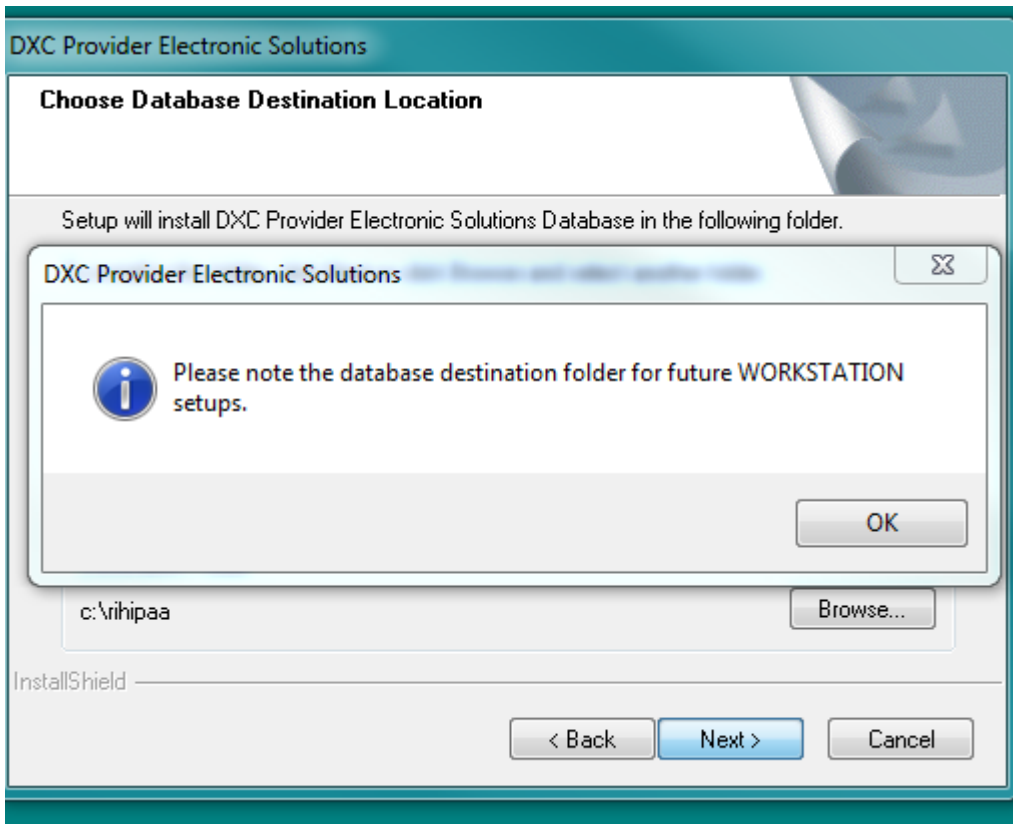 DXC Provider Electronic Solutions
Choose Database Destination Location
Setup will install DXC Provider Electronic Solutions Database in the following folder.
DXC Provider Electronic Solutions
Please note the database destination folder for future WORKSTATION
setups.
OK
c:\rihipaa
Browse...
InstallShield
< Back
Next >
Cancel